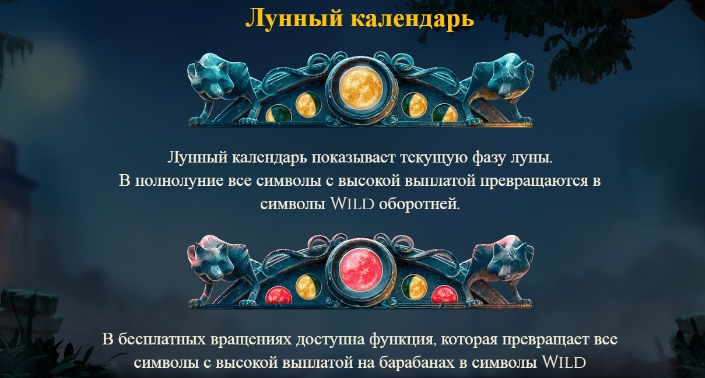 Лунный календарь
Лунный календарь показывает текущую фазу луны.
В полнолуние все символы с высокой выплатой превращаются в
символы WILD оборотней.
В бесплатных вращениях доступна функция, которая превращает все
символы с высокой выплатой на барабанах в символы WILD